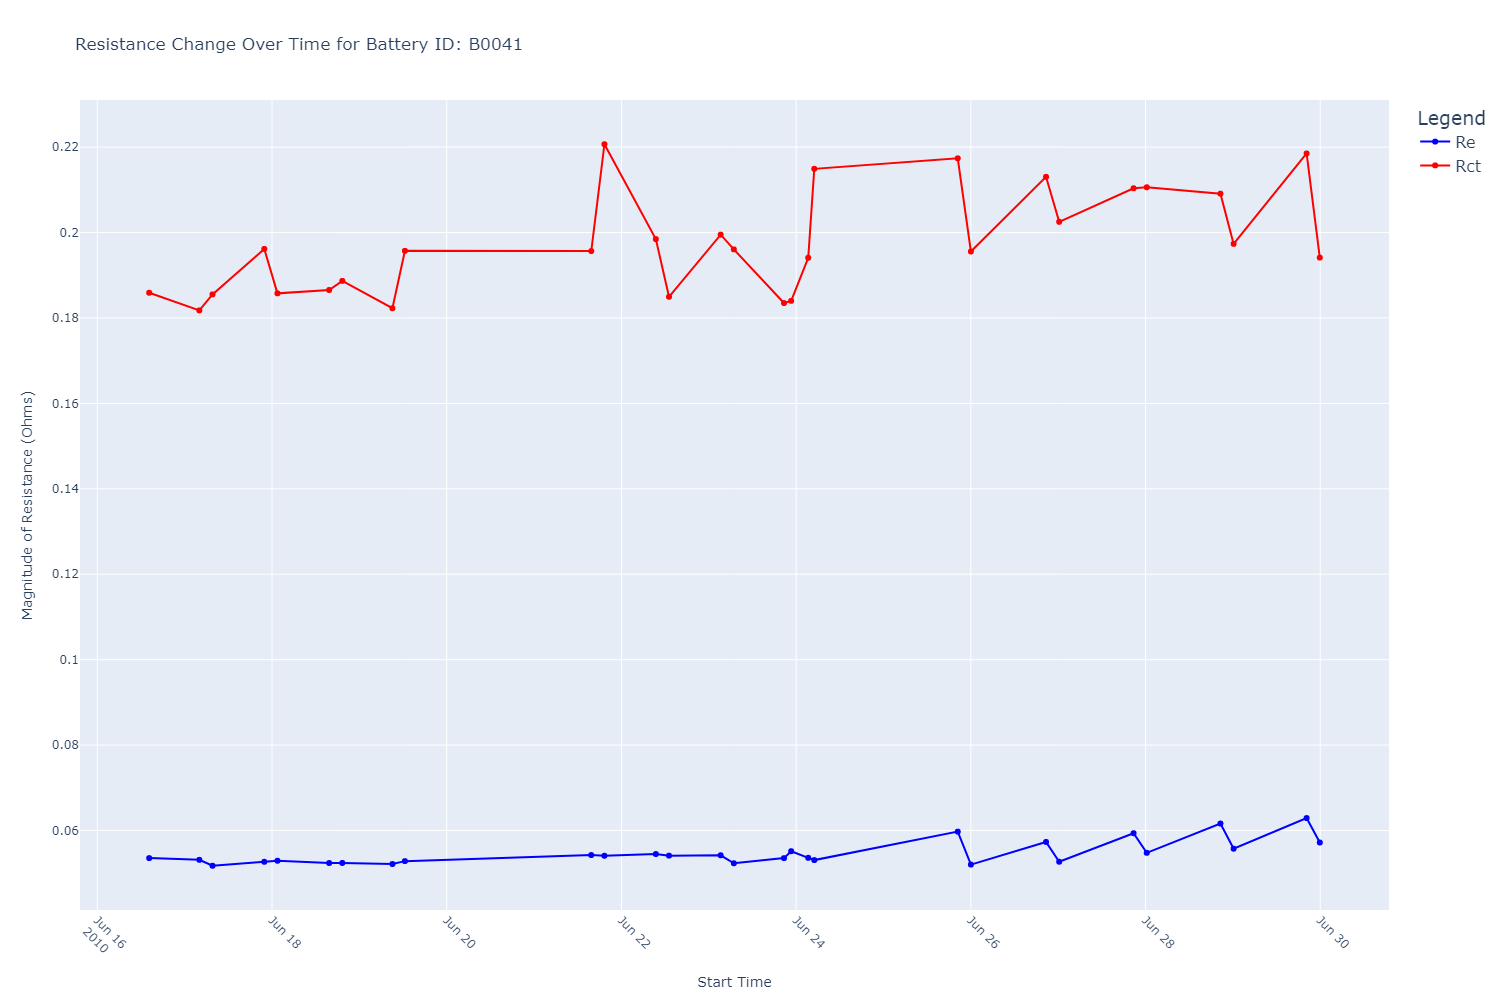 Resistance Change Over Time for Battery ID: B0041
Legend
Re
Rct
0.22
0.2
0.18
0.16
0.14
0.12
0.1
0.08
0.06
Magnitude of Resistance (Ohms)
Jun 16
2010
Jun 18
Jun 20
Jun 22
Jun 24
Jun 26
Jun 28
Jun 30
Start Time